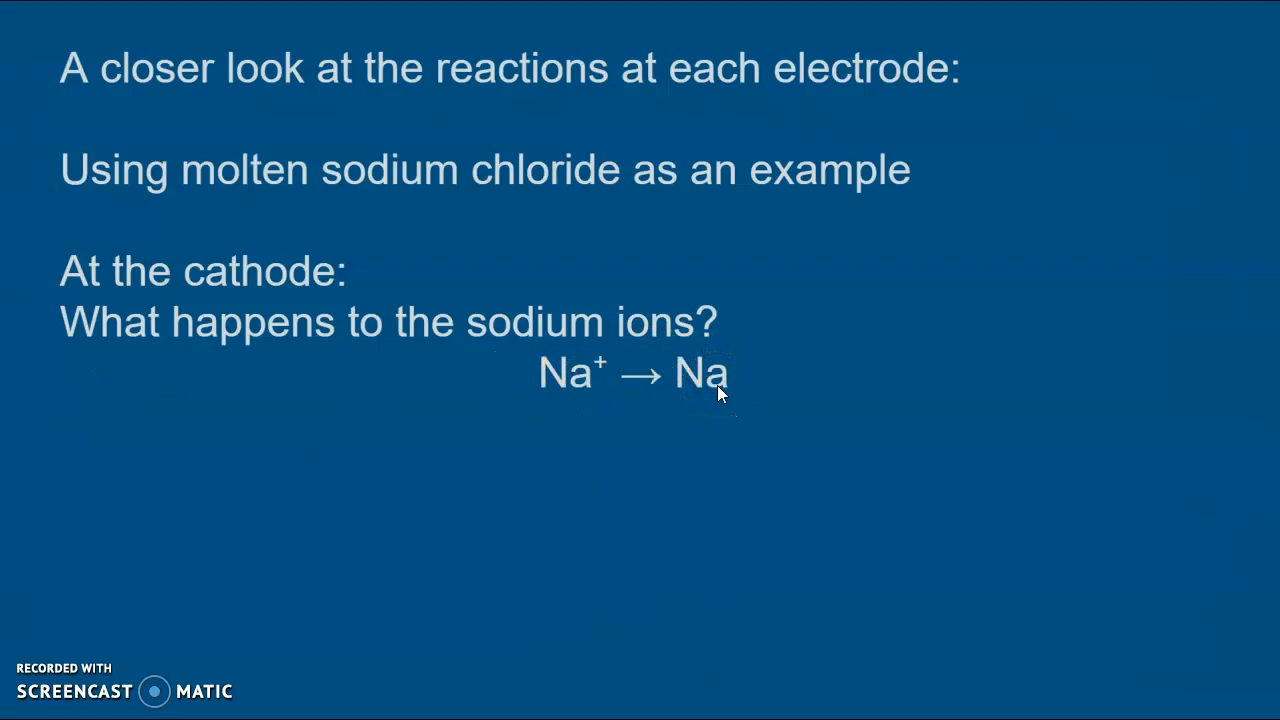 A closer look at the reactions at each electrode:
Using molten sodium chloride as an example
At the cathode:
What happens to the sodium ions?
Na⁺ → Na
RECORDED WITH
SCREENCAST MATIC